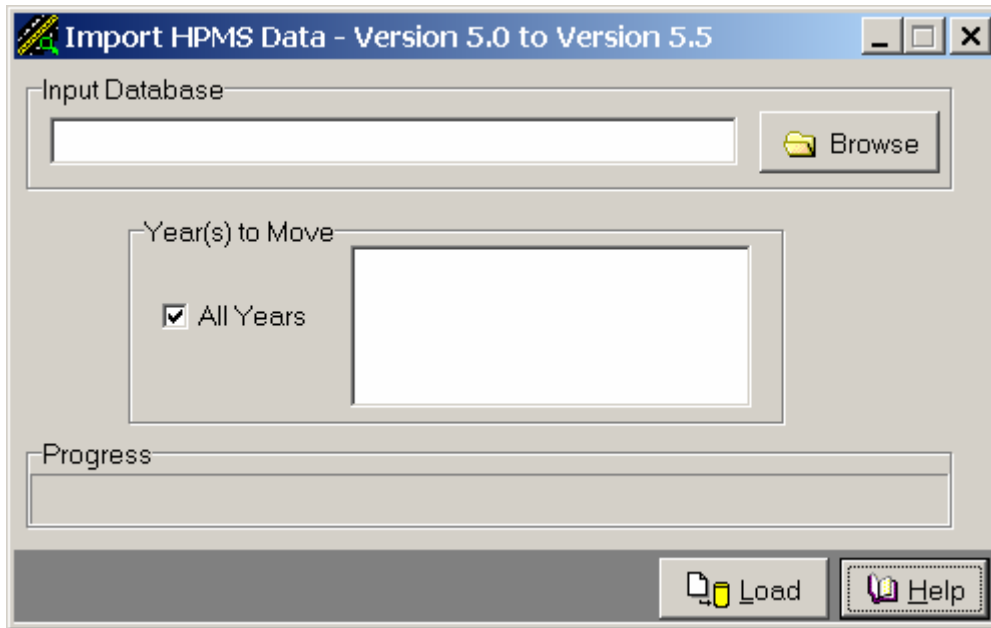 Import HPMS Data - Version 5.0 to Version 5.5
Input Database
Browse
Year(s) to Move
All Years
Progress
Load
Help